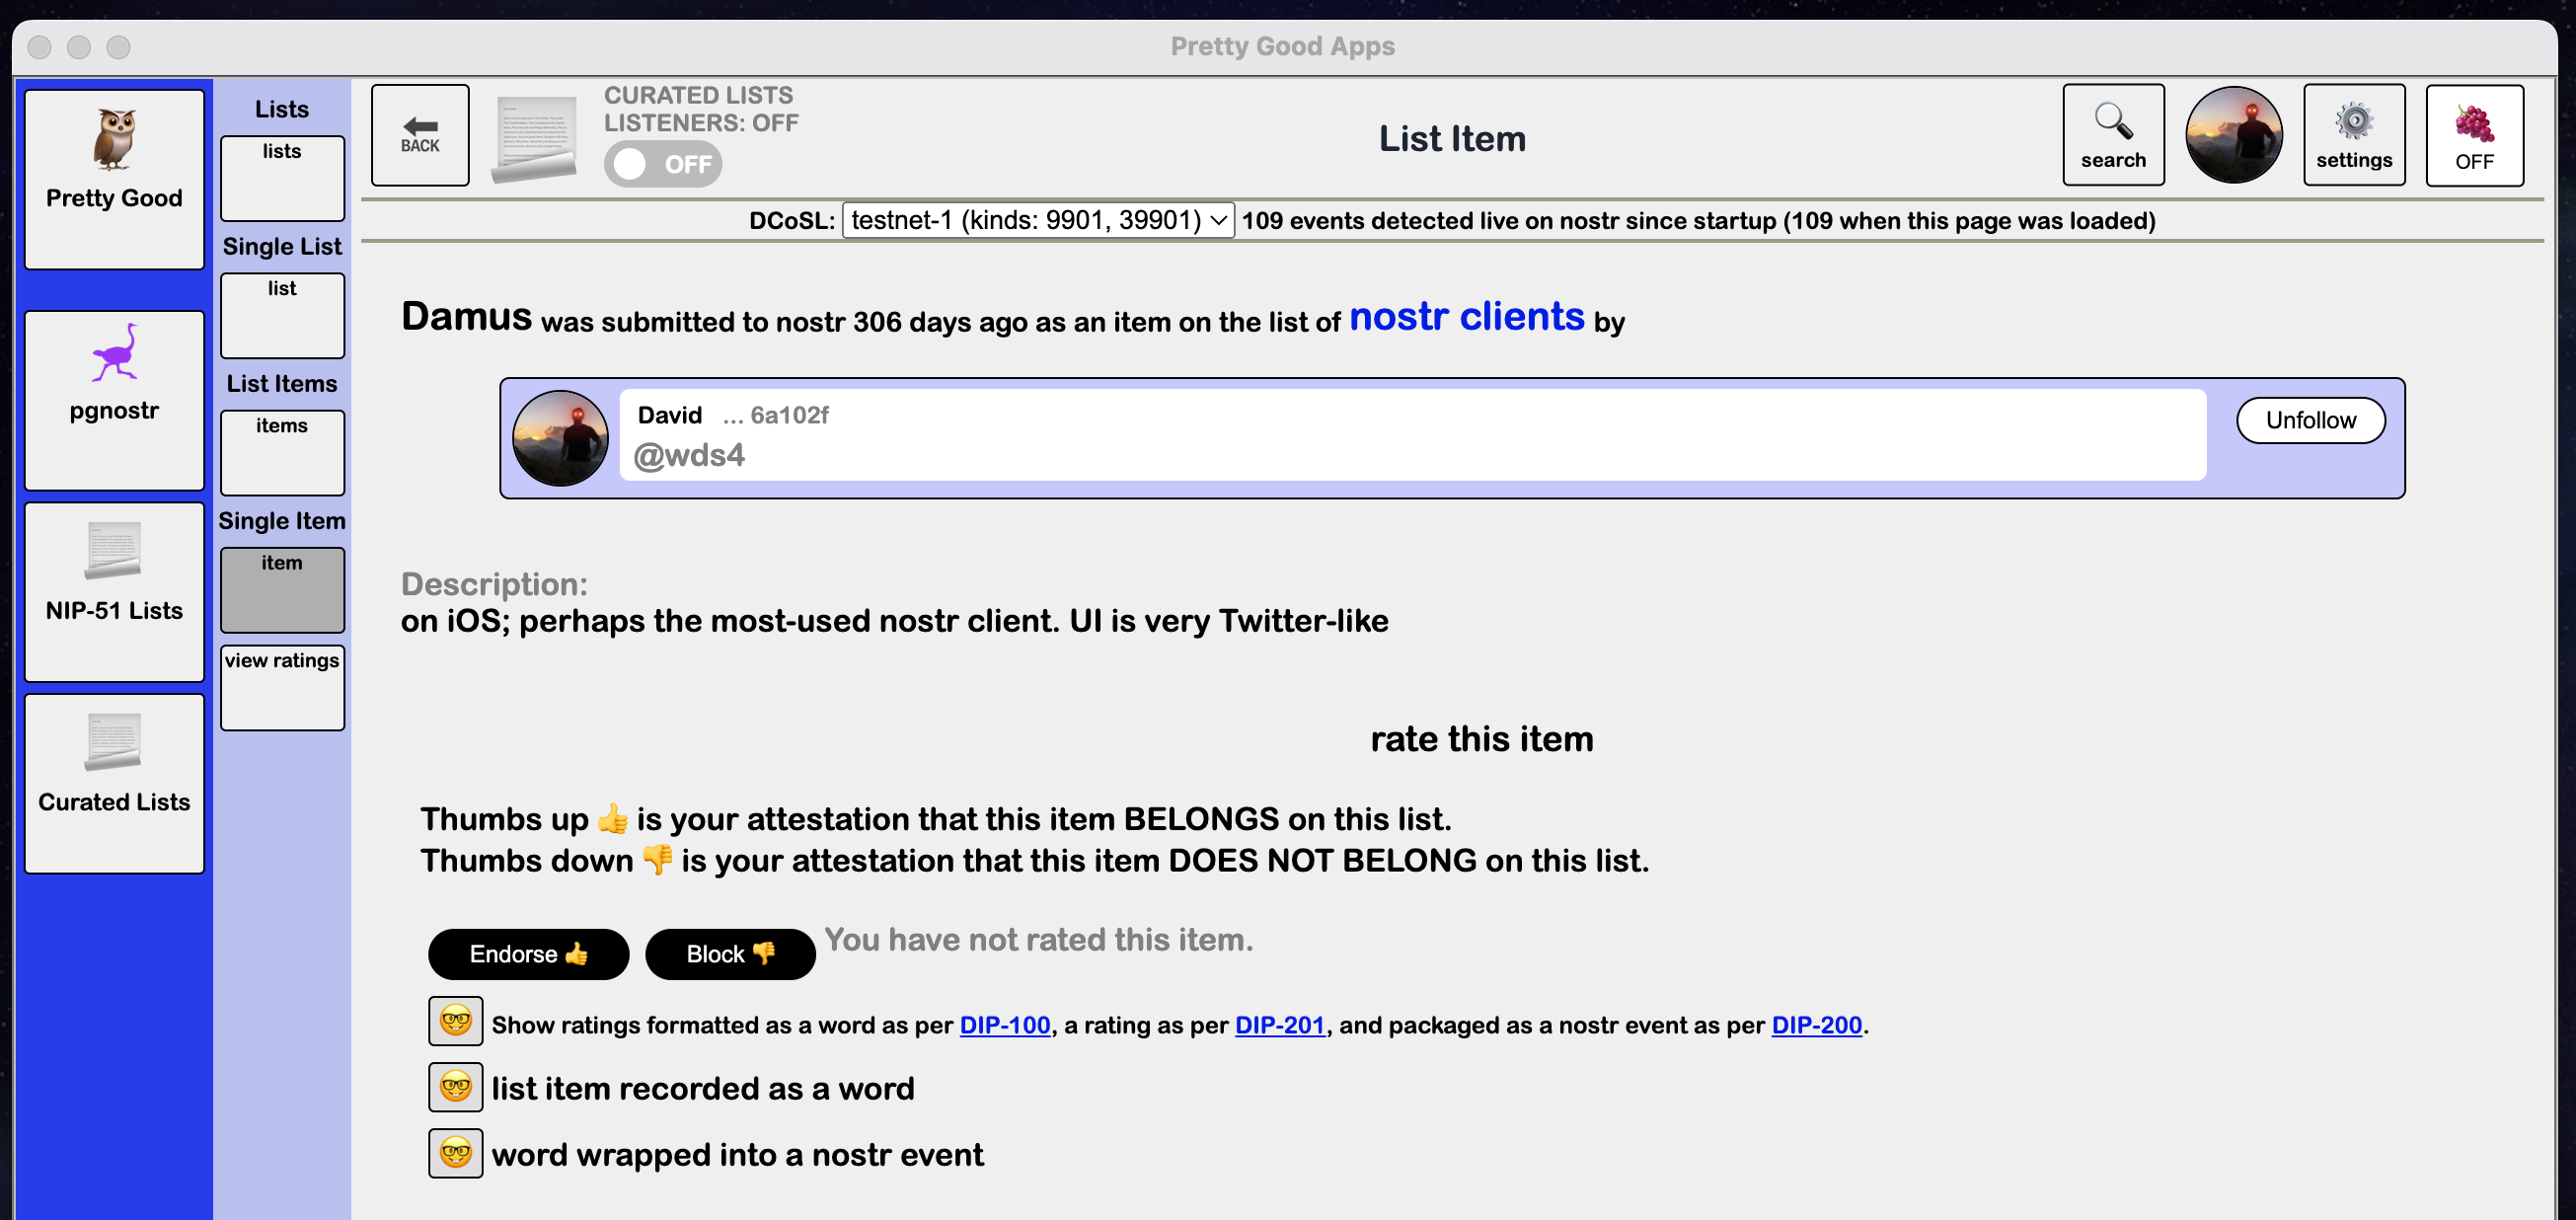 Pretty Good Apps
Pretty Good
pgnostr
NIP-51 Lists
Curated Lists
Lists
lists
Single List
list
List Items
items
Single Item
item
view ratings
BACK
CURATED LISTS
LISTENERS: OFF
OFF
List Item
search
settings
OFF
DCoSL: testnet-1 (kinds: 9901, 39901) 109 events detected live on nostr since startup (109 when this page was loaded)
Damus was submitted to nostr 306 days ago as an item on the list of nostr clients by
David ... 6a102f
@wds4
Unfollow
Description:
on iOS; perhaps the most-used nostr client. UI is very Twitter-like
rate this item
Thumbs up 👍 is your attestation that this item BELONGS on this list.
Thumbs down 👎 is your attestation that this item DOES NOT BELONG on this list.
Endorse 👍 Block 👎 You have not rated this item.
🤓 Show ratings formatted as a word as per DIP-100, a rating as per DIP-201, and packaged as a nostr event as per DIP-200.
🤓 list item recorded as a word
🤓 word wrapped into a nostr event